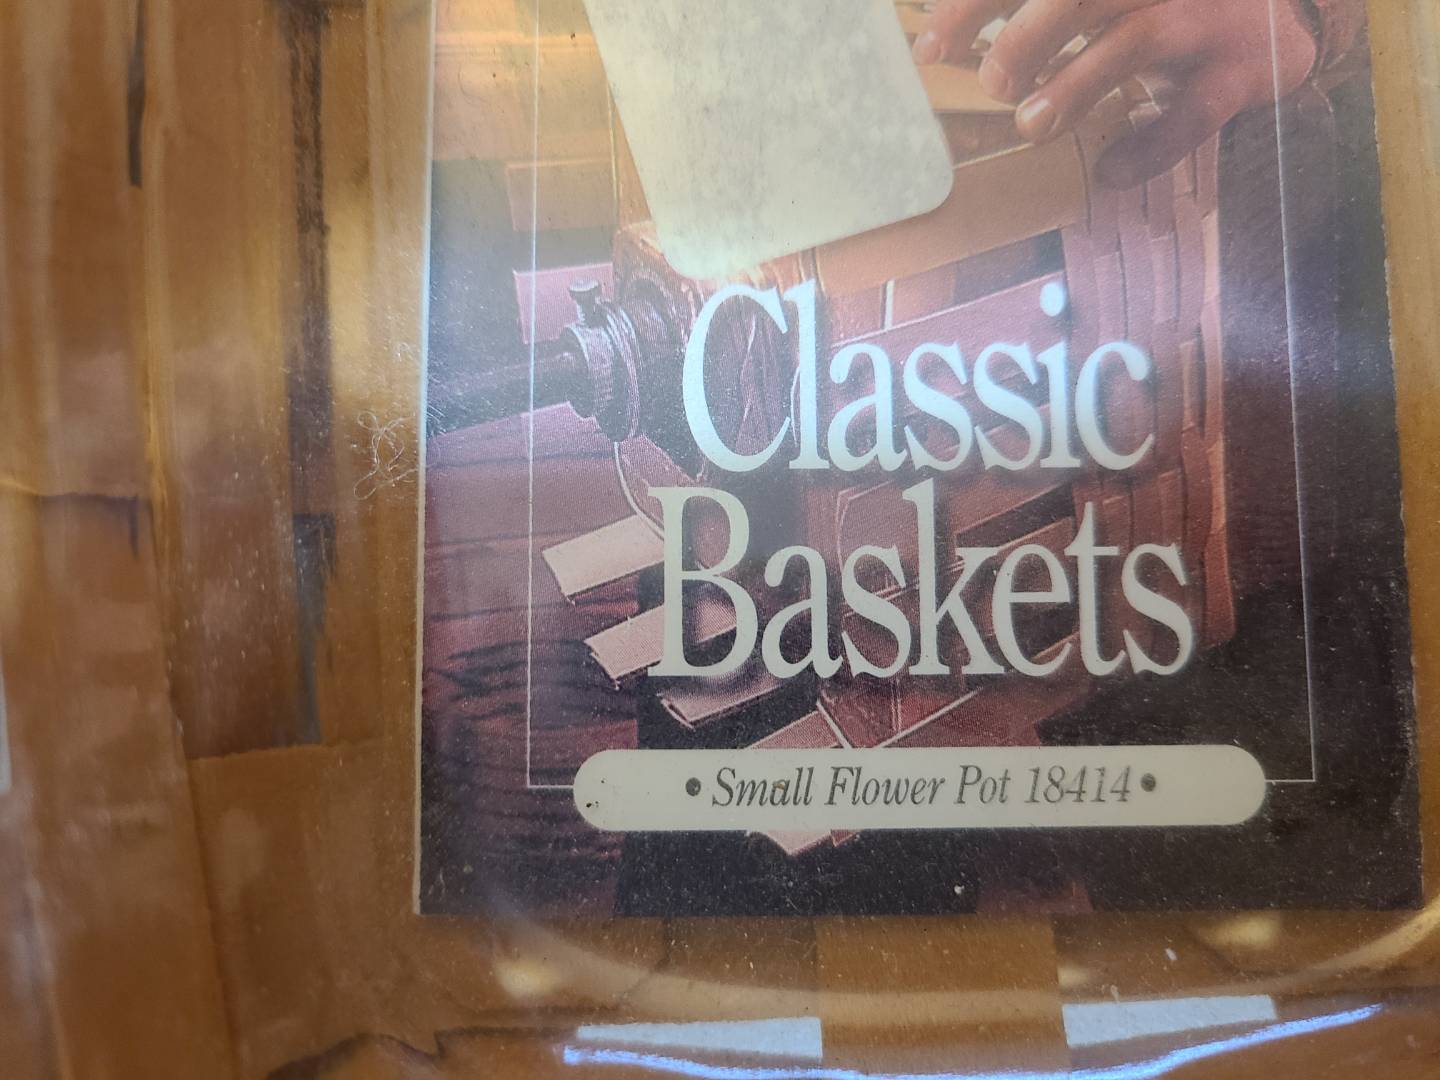 Classic
Baskets
• Small Flower Pot 18414 •